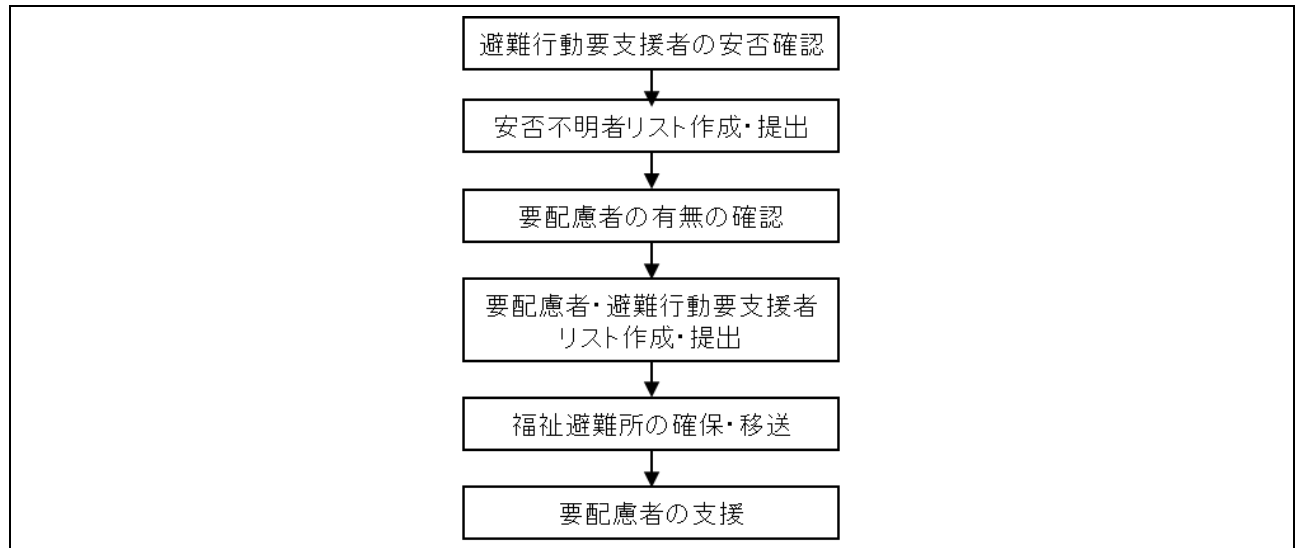 避難行動要支援者の安否確認
安否不明者リスト作成・提出
要配慮者の有無の確認
要配慮者・避難行動要支援者
リスト作成・提出
福祉避難所の確保・移送
要配慮者の支援